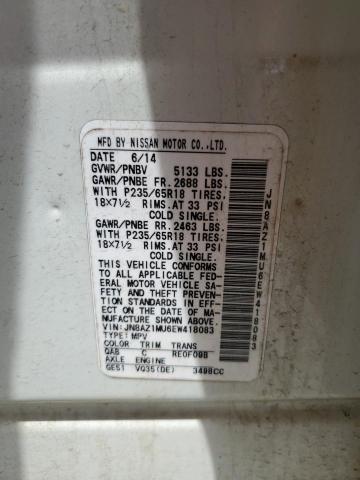 MFD BY NISSAN MOTOR CO.,LTD.
DATE 6/14
GVWR/PNBV 5133 LBS.
GAWR/PNBE FR. 2688 LBS.
WITH P235/65R18 TIRES.
18x7½ RIMS.AT 33 PSI
COLD SINGLE.
GAWR/PNBE RR. 2463 LBS.
WITH P235/65R18 TIRES.
18x7½ RIMS.AT 33 PSI
COLD SINGLE.
THIS VEHICLE CONFORMS
TO ALL APPLICABLE FED-
ERAL MOTOR VEHICLE SA-
FETY AND THEFT PREV-
ENTION STANDARDS IN EFF-
ECT ON THE DATE OF MA-
NUFACTURE SHOWN ABOVE.
VIN: JN8AZ1MU6EW418083
TYPE: MPV
COLOR TRIM TRANS
QAB C RE0F09B
AXLE ENGINE
GE51 VQ35(DE) 3498CC
JN8AZ1MU6EW418083